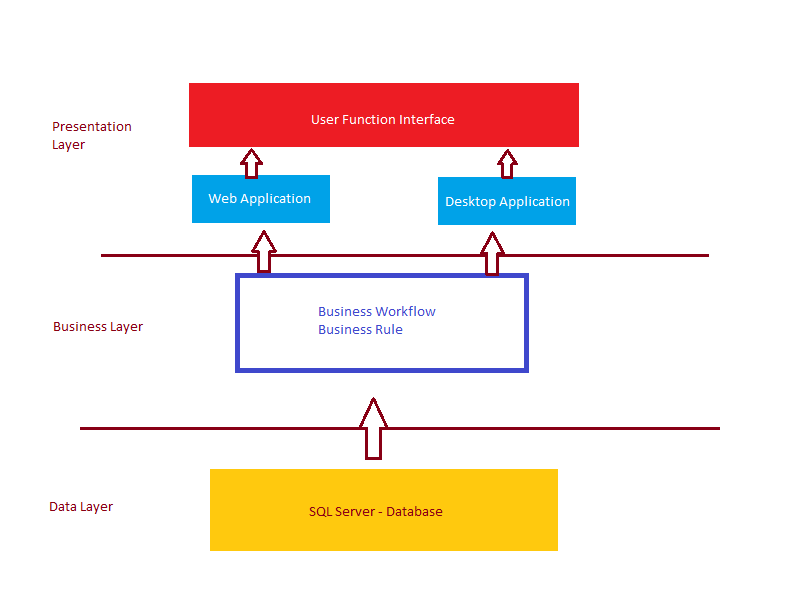 User Function Interface
Presentation
Layer
Web Application
Desktop Application
Business Workflow
Business Rule
Business Layer
Data Layer
SQL Server - Database